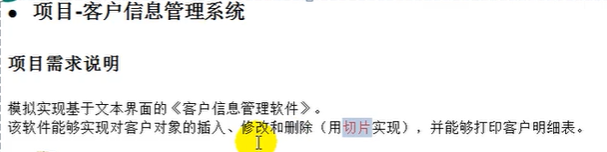 ● 项目-客户信息管理系统
项目需求说明
模拟实现基于文本界面的《客户信息管理软件》。
该软件能够实现对客户对象的插入、修改和删除（用切片实现），并能够打印客户明细表。